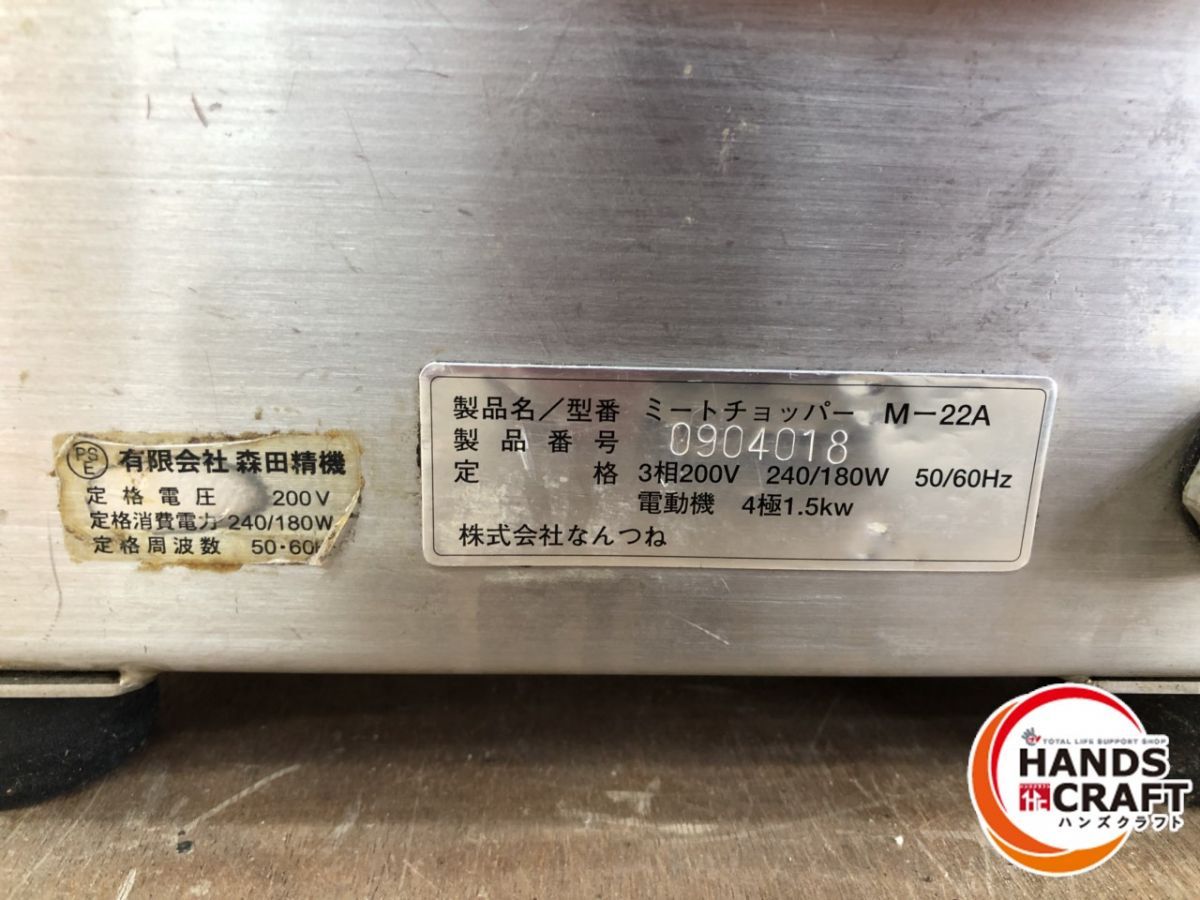 PS
E
有限会社 森田精機
定格電圧 200V
定格消費電力 240/180W
定格周波数 50・60
製品名／型番 ミートチョッパー M－22A
製品番号 0904018
定格 3相200V 240/180W 50/60Hz
電動機 4極1.5kw
株式会社なんつね
TOTAL LIFE SUPPORT SHOP
HANDS
CRAFT
ハンズクラフト